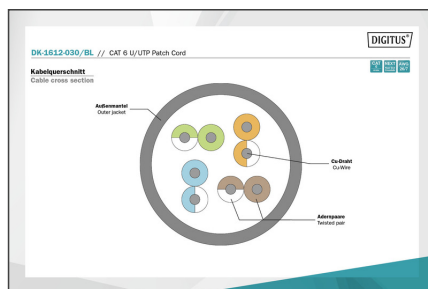 DIGITUS®
DK-1612-030/BL // CAT 6 U/UTP Patch Cord
Kabelquerschnitt
Cable cross section
Außenmantel
Outer jacket
Cu-Draht
Cu-Wire
Adernpaare
Twisted pair